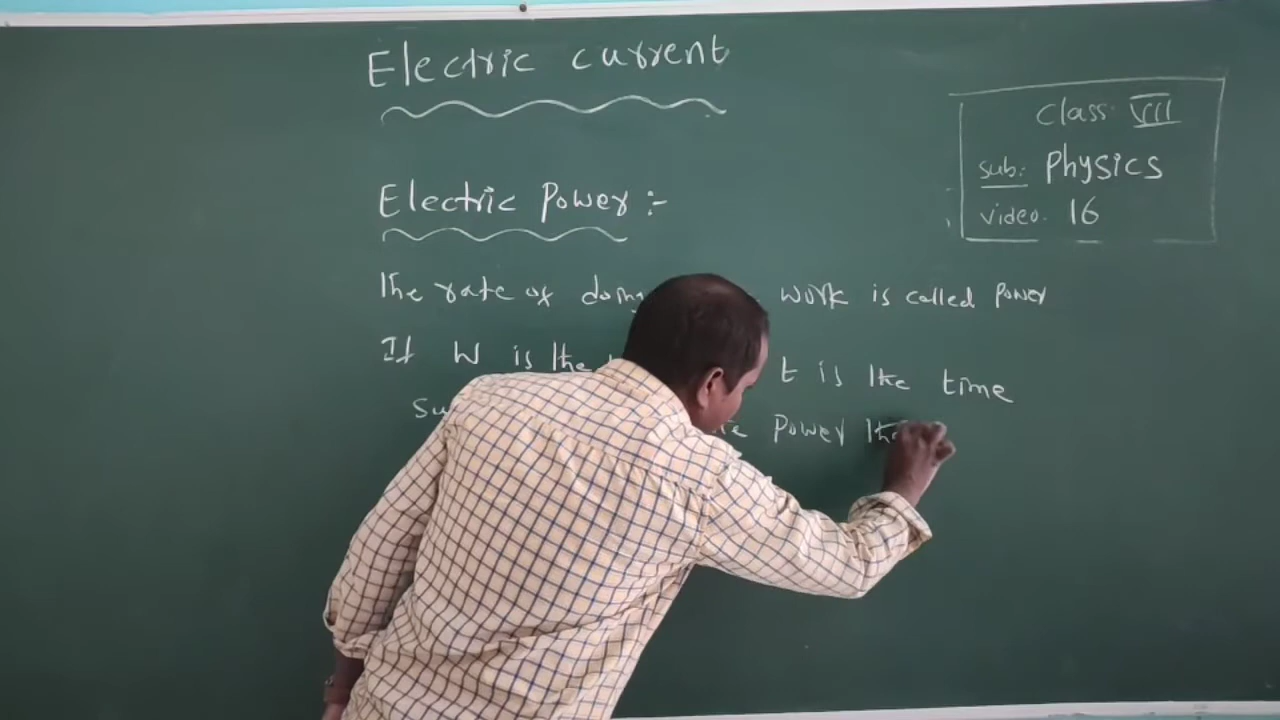 Electric current
Class: VII
sub: Physics
video. 16
Electric Power :-
The rate of doing work is called Power
If W is the t is the time
Power the